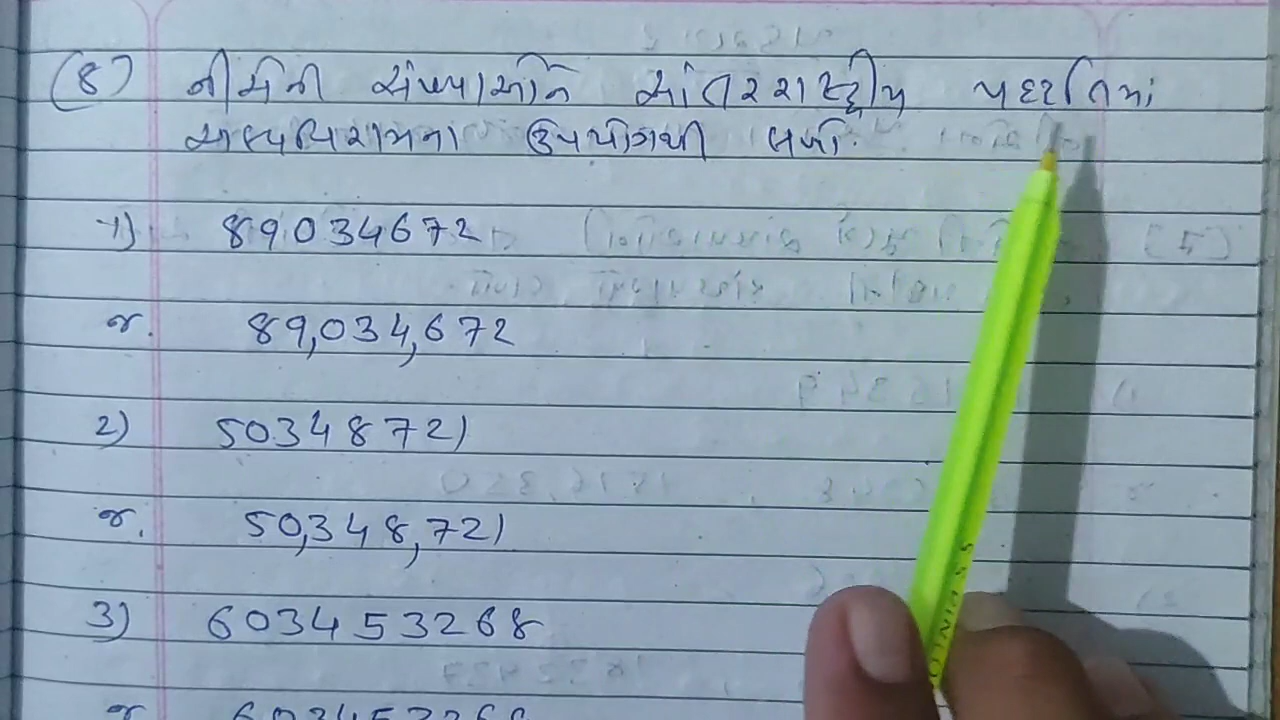 (8) નીચેની સંખ્યાઓને આંતરરાષ્ટ્રીય પદ્ધતિમાં
અલ્પવિરામના ઉપયોગથી લખો.
1) 89034672
જ. 89,034,672
2) 50348721
જ. 50,348,721
3) 603453268
જ.